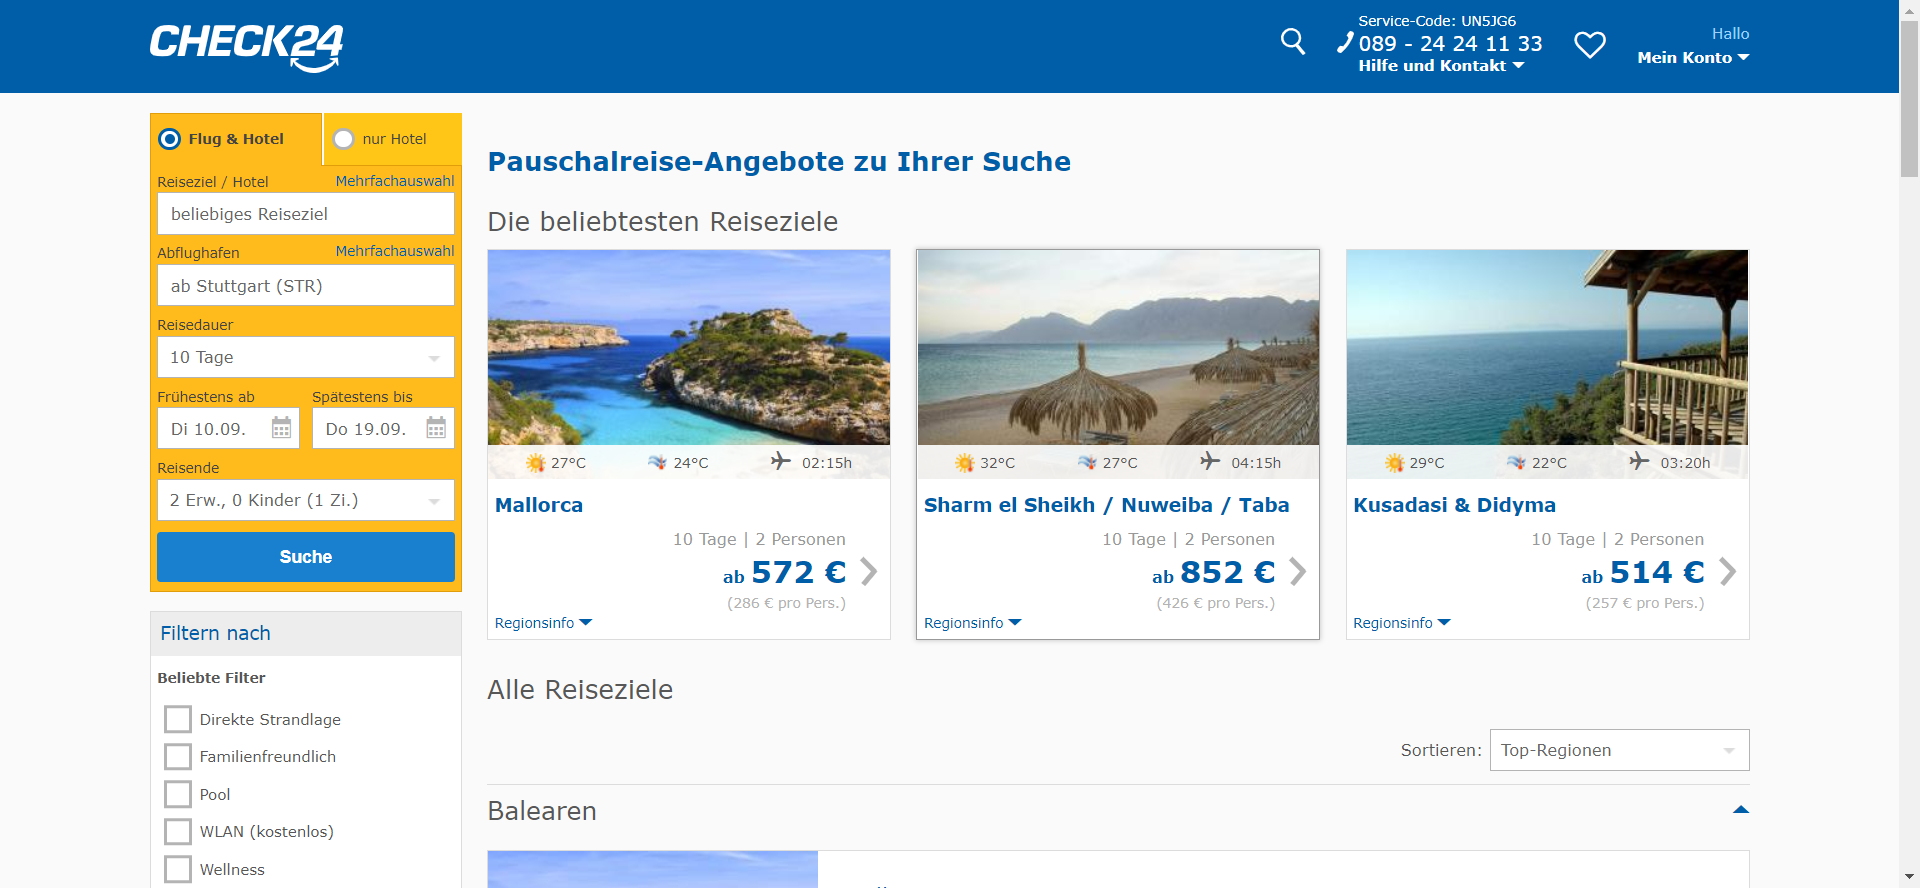 CHECK24
Service-Code: UN5JG6
089 - 24 24 11 33
Hilfe und Kontakt
Hallo
Mein Konto
Flug & Hotel
nur Hotel
Reiseziel / Hotel
Mehrfachauswahl
beliebiges Reiseziel
Abflughafen
Mehrfachauswahl
ab Stuttgart (STR)
Reisedauer
10 Tage
Frühestens ab
Spätestens bis
Di 10.09.
Do 19.09.
Reisende
2 Erw., 0 Kinder (1 Zi.)
Suche
Filtern nach
Beliebte Filter
Direkte Strandlage
Familienfreundlich
Pool
WLAN (kostenlos)
Wellness
Pauschalreise-Angebote zu Ihrer Suche
Die beliebtesten Reiseziele
27°C 24°C 02:15h
Mallorca
10 Tage | 2 Personen
ab 572 €
(286 € pro Pers.)
Regionsinfo
32°C 27°C 04:15h
Sharm el Sheikh / Nuweiba / Taba
10 Tage | 2 Personen
ab 852 €
(426 € pro Pers.)
Regionsinfo
29°C 22°C 03:20h
Kusadasi & Didyma
10 Tage | 2 Personen
ab 514 €
(257 € pro Pers.)
Regionsinfo
Alle Reiseziele
Sortieren:
Top-Regionen
Balearen